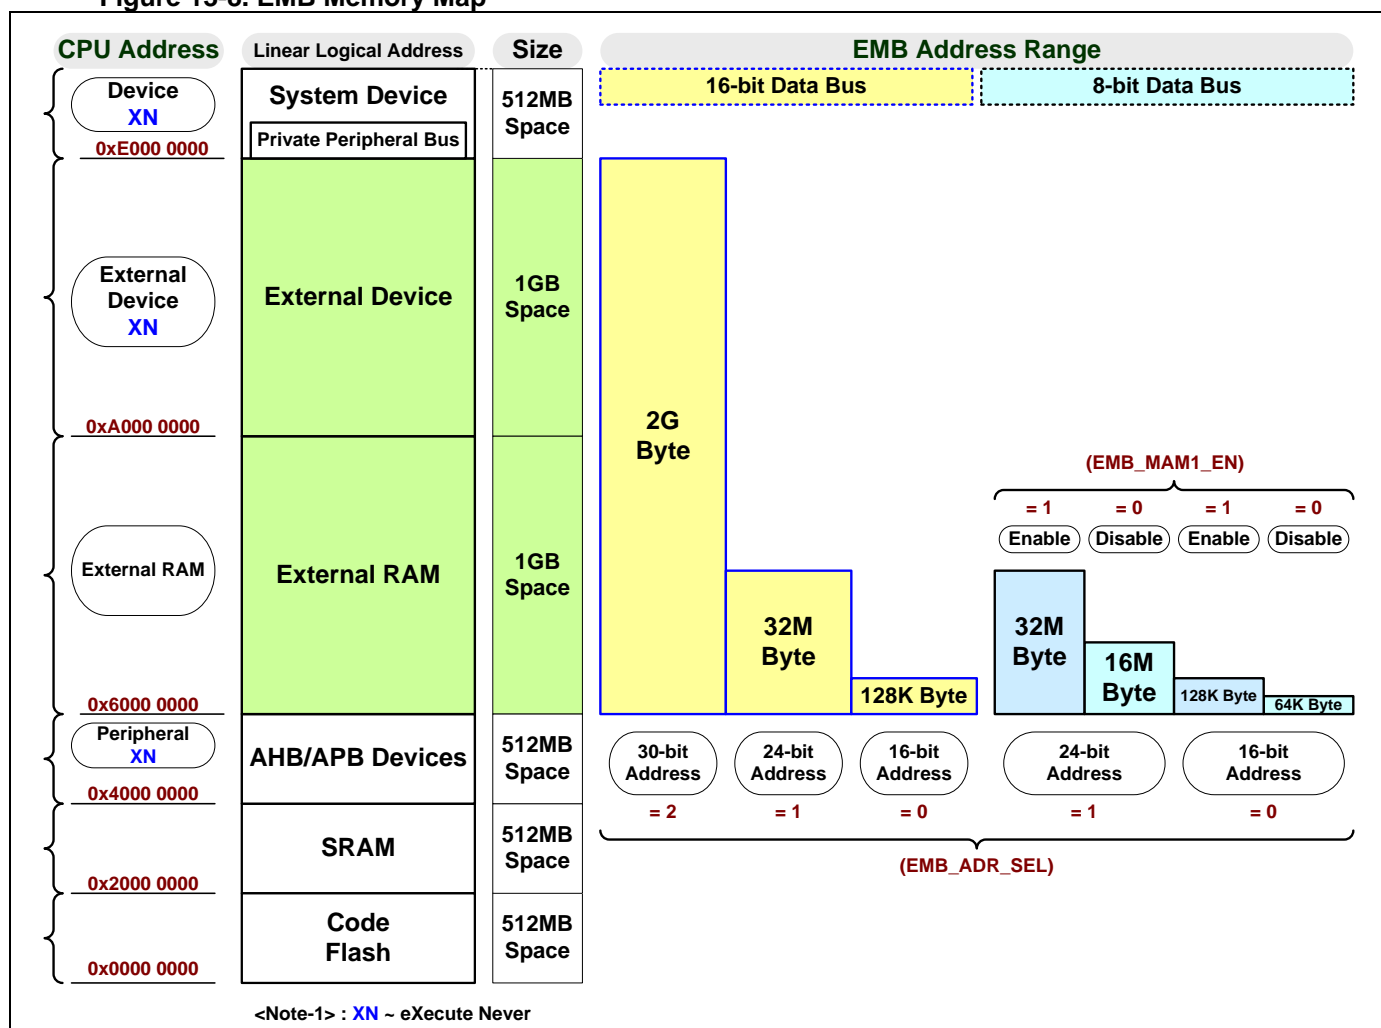 Figure 13-8. EMB Memory Map
CPU Address
Linear Logical Address
Size
EMB Address Range
Device
XN
0xE000 0000
External
Device
XN
0xA000 0000
External RAM
0x6000 0000
Peripheral
XN
0x4000 0000
0x2000 0000
0x0000 0000
System Device
Private Peripheral Bus
External Device
External RAM
AHB/APB Devices
SRAM
Code
Flash
512MB
Space
1GB
Space
1GB
Space
512MB
Space
512MB
Space
512MB
Space
16-bit Data Bus
8-bit Data Bus
2G
Byte
32M
Byte
128K Byte
(EMB_MAM1_EN)
= 1
= 0
= 1
= 0
Enable
Disable
Enable
Disable
32M
Byte
16M
Byte
128K Byte
64K Byte
30-bit
Address
24-bit
Address
16-bit
Address
24-bit
Address
16-bit
Address
= 2
= 1
= 0
= 1
= 0
(EMB_ADR_SEL)
<Note-1> : XN ~ eXecute Never